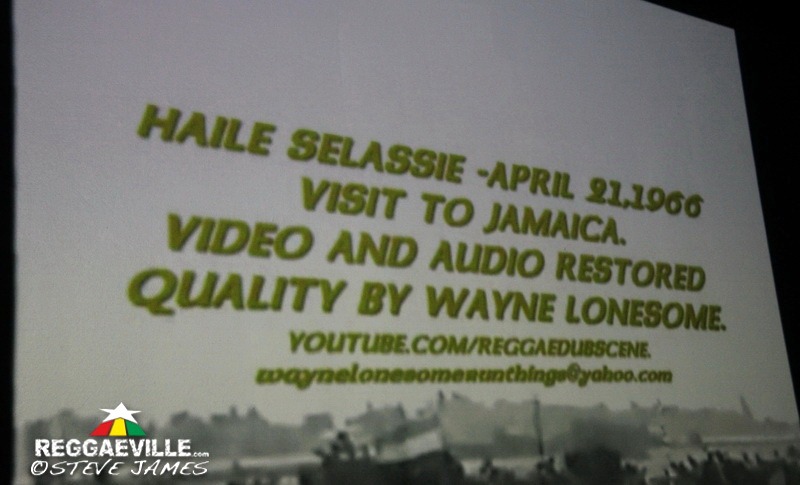 HAILE SELASSIE -APRIL 21,1966
VISIT TO JAMAICA.
VIDEO AND AUDIO RESTORED
QUALITY BY WAYNE LONESOME.
YOUTUBE.COM/REGGAEDUBSCENE.
waynelonesomesunthings@yahoo.com
REGGAEVILLE.com
©STEVE JAMES